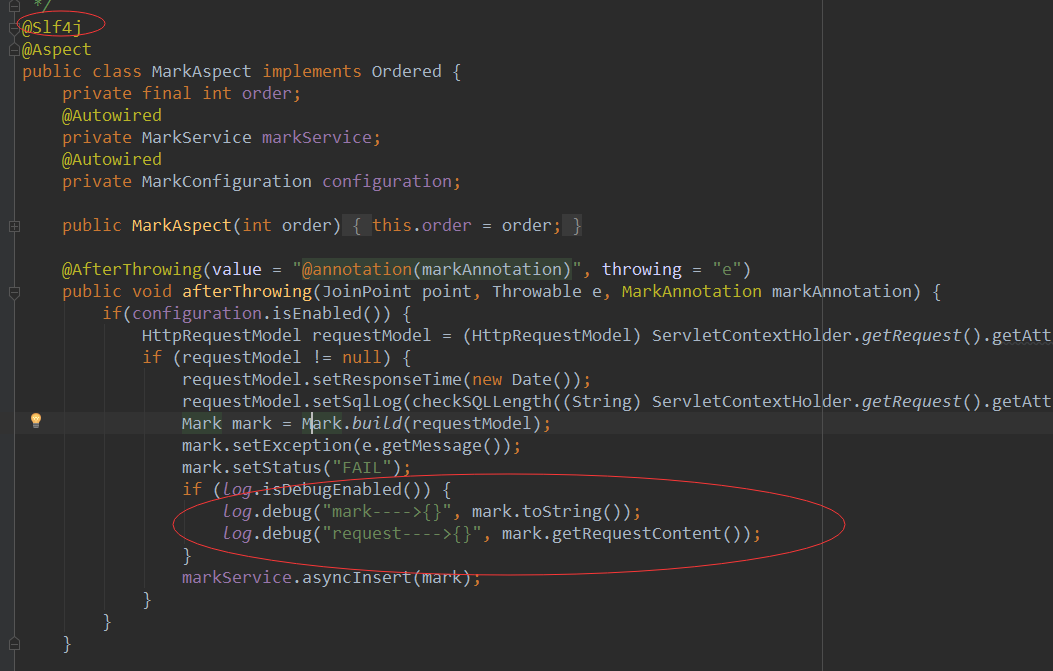 */
@Slf4j
@Aspect
public class MarkAspect implements Ordered {
private final int order;
@Autowired
private MarkService markService;
@Autowired
private MarkConfiguration configuration;
public MarkAspect(int order) { this.order = order; }
@AfterThrowing(value = "@annotation(markAnnotation)", throwing = "e")
public void afterThrowing(JoinPoint point, Throwable e, MarkAnnotation markAnnotation) {
if(configuration.isEnabled()) {
HttpRequestModel requestModel = (HttpRequestModel) ServletContextHolder.getRequest().getAtt
if (requestModel != null) {
requestModel.setResponseTime(new Date());
requestModel.setSqlLog(checkSQLLength((String) ServletContextHolder.getRequest().getAtt
Mark mark = Mark.build(requestModel);
mark.setException(e.getMessage());
mark.setStatus("FAIL");
if (log.isDebugEnabled()) {
log.debug("mark---->{}", mark.toString());
log.debug("request---->{}", mark.getRequestContent());
}
markService.asyncInsert(mark);
}
}
}